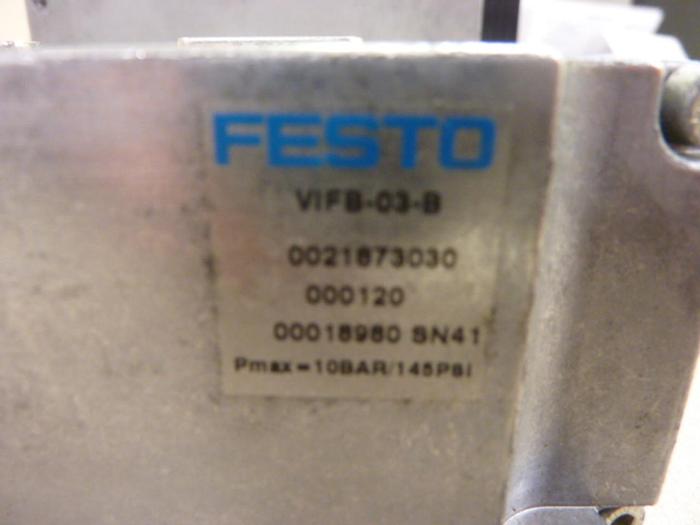 FESTO
VIFB-03-B
0021873030
000120
00018980 SN41
Pmax=10BAR/145PSI